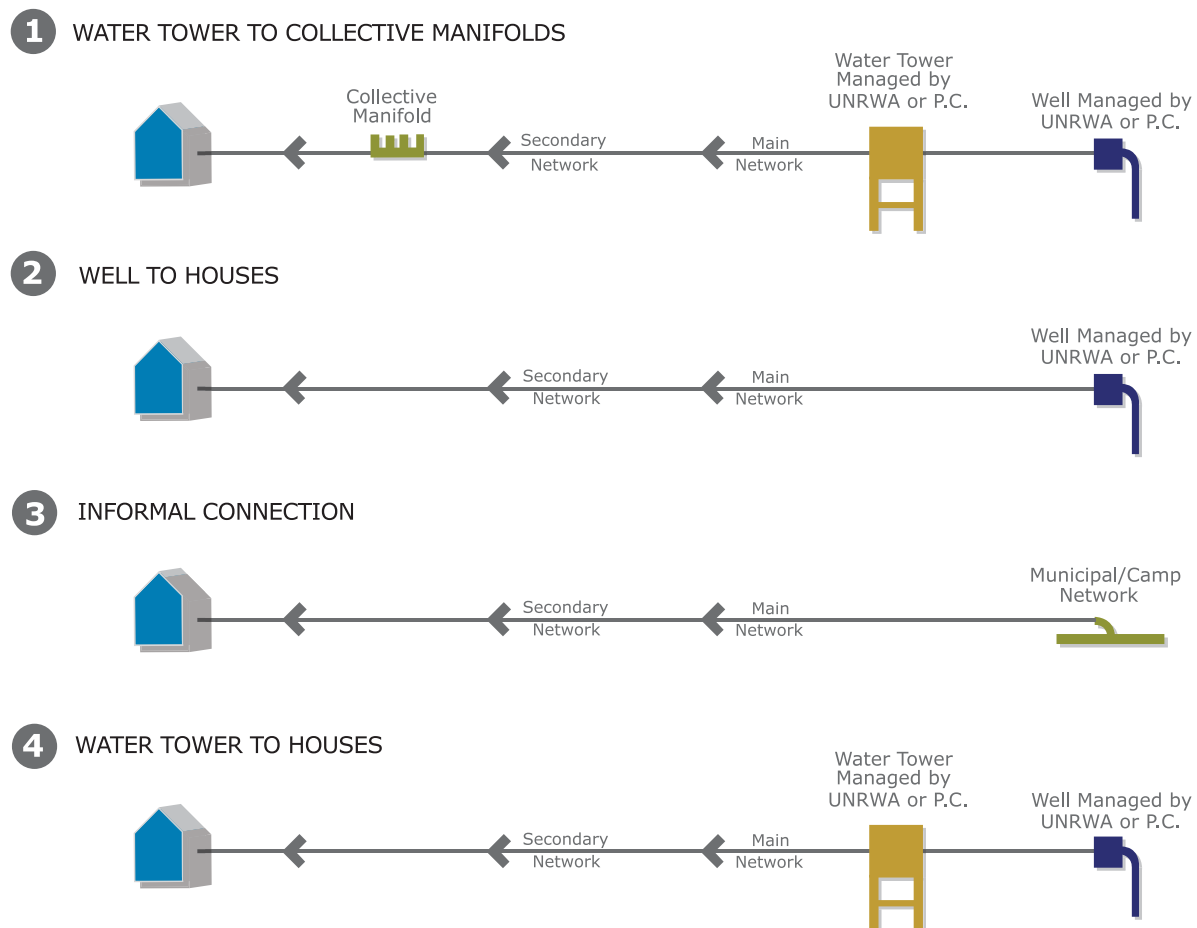 1 WATER TOWER TO COLLECTIVE MANIFOLDS
Collective
Manifold
Secondary
Network
Main
Network
Water Tower
Managed by
UNRWA or P.C.
Well Managed by
UNRWA or P.C.
2 WELL TO HOUSES
Secondary
Network
Main
Network
Well Managed by
UNRWA or P.C.
3 INFORMAL CONNECTION
Secondary
Network
Main
Network
Municipal/Camp
Network
4 WATER TOWER TO HOUSES
Secondary
Network
Main
Network
Water Tower
Managed by
UNRWA or P.C.
Well Managed by
UNRWA or P.C.